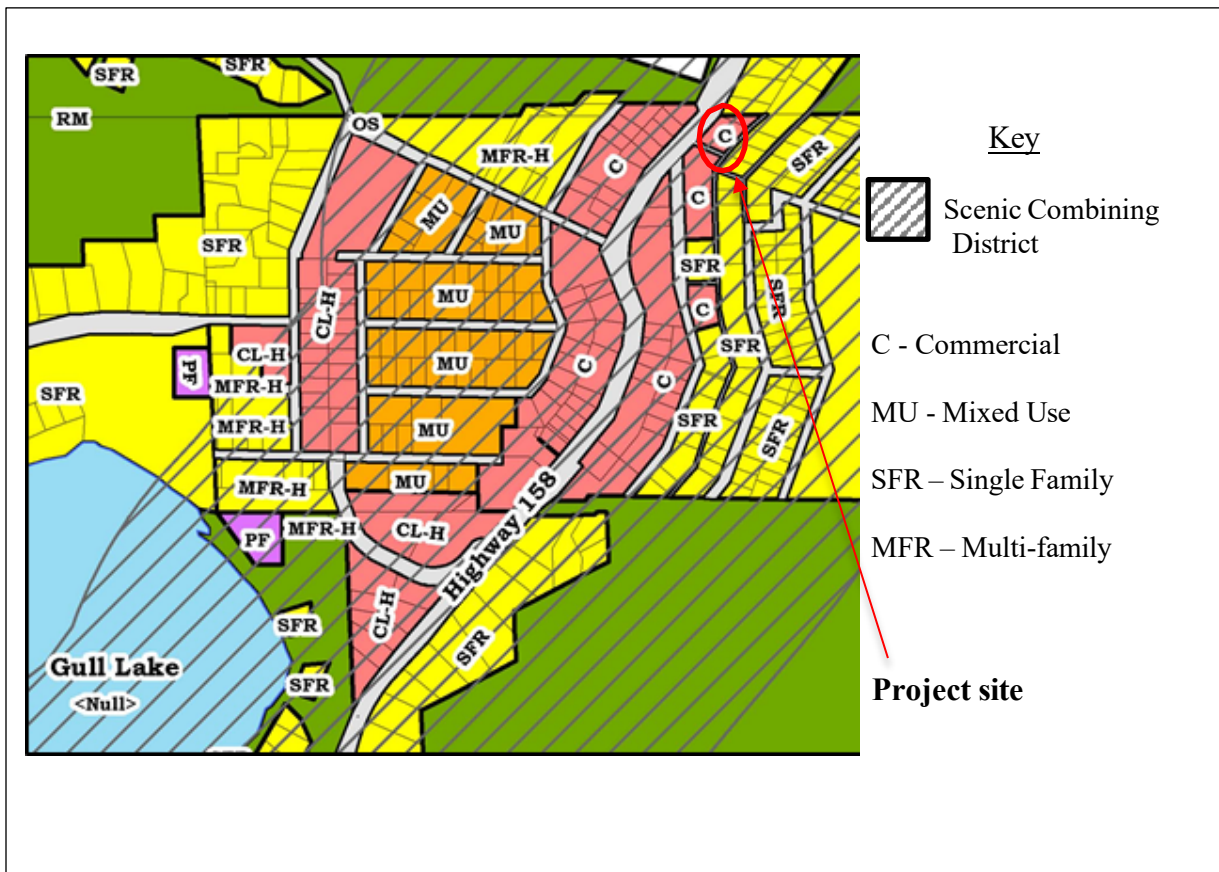 SFR
SFR
RM
OS
MFR-H
C
C
SFR
MU
MU
C
SFR
SFR
SFR
CL-H
MU
C
CL-H
PF
MFR-H
MU
C
C
SFR
SFR
MFR-H
MU
SFR
SFR
MFR-H
MU
PF
MFR-H
CL-H
Highway 158
CL-H
SFR
SFR
SFR
Gull Lake
<Null>
Key
Scenic Combining
District
C - Commercial
MU - Mixed Use
SFR – Single Family
MFR – Multi-family
Project site